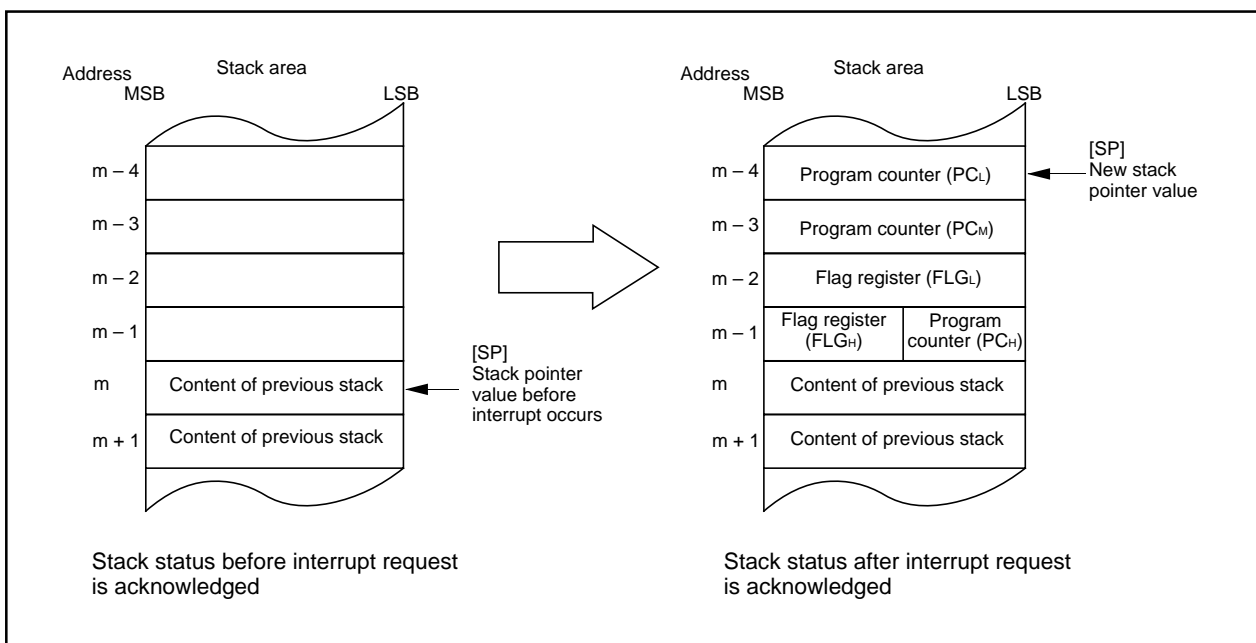 Address
MSB
Stack area
LSB
m – 4
m – 3
m – 2
m – 1
m
Content of previous stack
m + 1
Content of previous stack
[SP]
Stack pointer
value before
interrupt occurs
Stack status before interrupt request
is acknowledged
Address
MSB
Stack area
LSB
m – 4
Program counter (PCL)
m – 3
Program counter (PCM)
m – 2
Flag register (FLGL)
m – 1
Flag register
(FLGH)
Program
counter (PCH)
m
Content of previous stack
m + 1
Content of previous stack
[SP]
New stack
pointer value
Stack status after interrupt request
is acknowledged